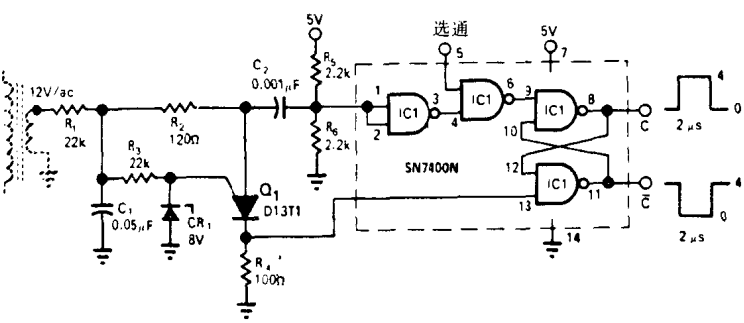 5V
选通
5V
5
7
C₂
0.001μF
R₅
2.2k
12V/ac
R₁
22k
R₂
120Ω
1
2
IC1
3
4
IC1
6
9
IC1
8
10
C
4
0
2 μs
R₃
22k
R₆
2.2k
SN7400N
12
13
IC1
11
C̅
4
0
2 μs
Q₁
D13T1
C₁
0.05μF
CR₁
8V
14
R₄
100Ω